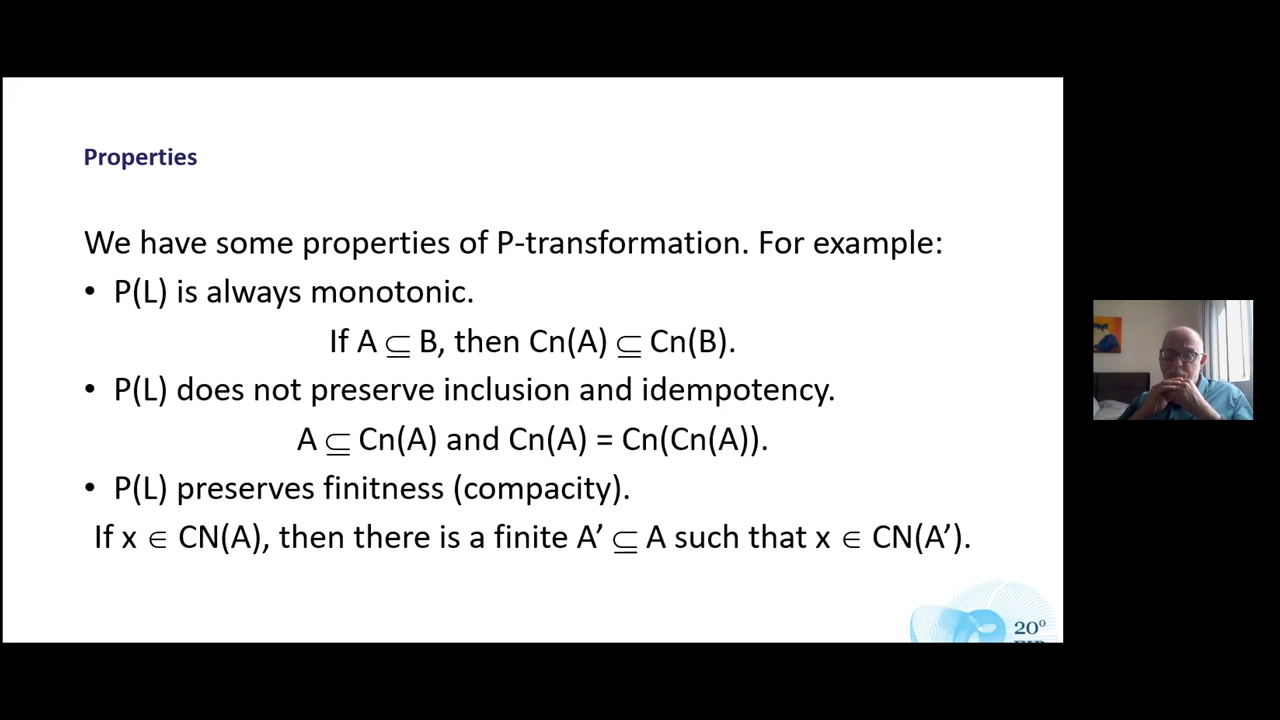 Properties
We have some properties of P-transformation. For example:
• P(L) is always monotonic.
If A ⊆ B, then Cn(A) ⊆ Cn(B).
• P(L) does not preserve inclusion and idempotency.
A ⊆ Cn(A) and Cn(A) = Cn(Cn(A)).
• P(L) preserves finitness (compacity).
If x ∈ CN(A), then there is a finite A’ ⊆ A such that x ∈ CN(A’).
20º